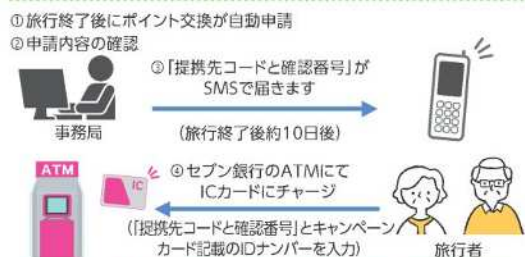 ①旅行終了後にポイント交換が自動申請
②申請内容の確認
③「提携先コードと確認番号」が
SMSで届きます
事務局
(旅行終了後約10日後)
ATM
IC
④セブン銀行のATMにて
ICカードにチャージ
(「提携先コードと確認番号」とキャンペーン
カード記載のIDナンバーを入力)
旅行者